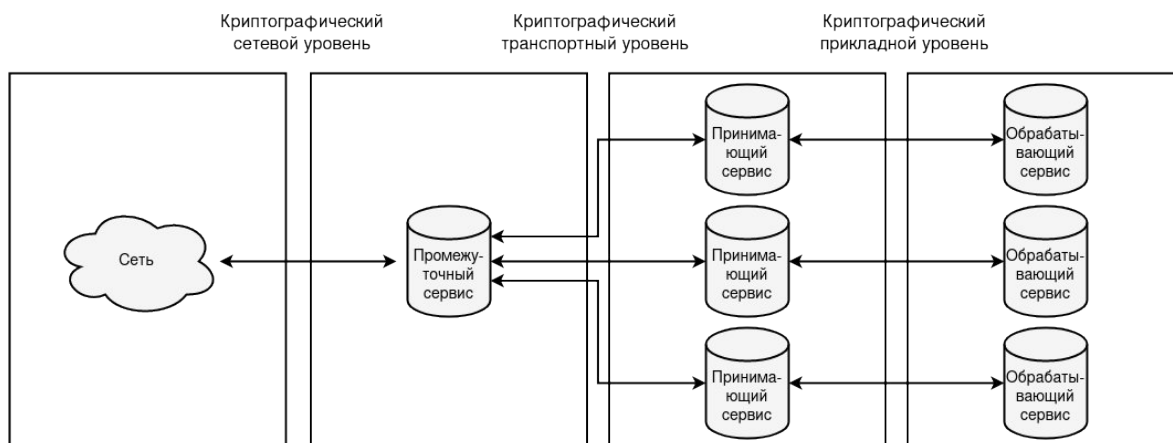 Криптографический
сетевой уровень
Криптографический
транспортный уровень
Криптографический
прикладной уровень
Сеть
Промежу-
точный
сервис
Принима-
ющий
сервис
Обрабаты-
вающий
сервис
Принима-
ющий
сервис
Обрабаты-
вающий
сервис
Принима-
ющий
сервис
Обрабаты-
вающий
сервис